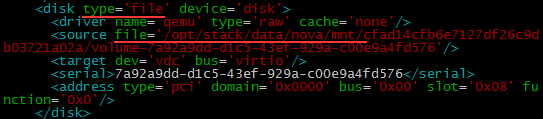 <disk type='file' device='disk'>
<driver name='qemu' type='raw' cache='none'/>
<source file='/opt/stack/data/nova/mnt/cfad14cfb6e7127df26c9d
b03721a02a/volume-7a92a9dd-d1c5-43ef-929a-c00e9a4fd576'/>
<target dev='vdc' bus='virtio'/>
<serial>7a92a9dd-d1c5-43ef-929a-c00e9a4fd576</serial>
<address type='pci' domain='0x0000' bus='0x00' slot='0x08' fu
nction='0x0'/>
</disk>